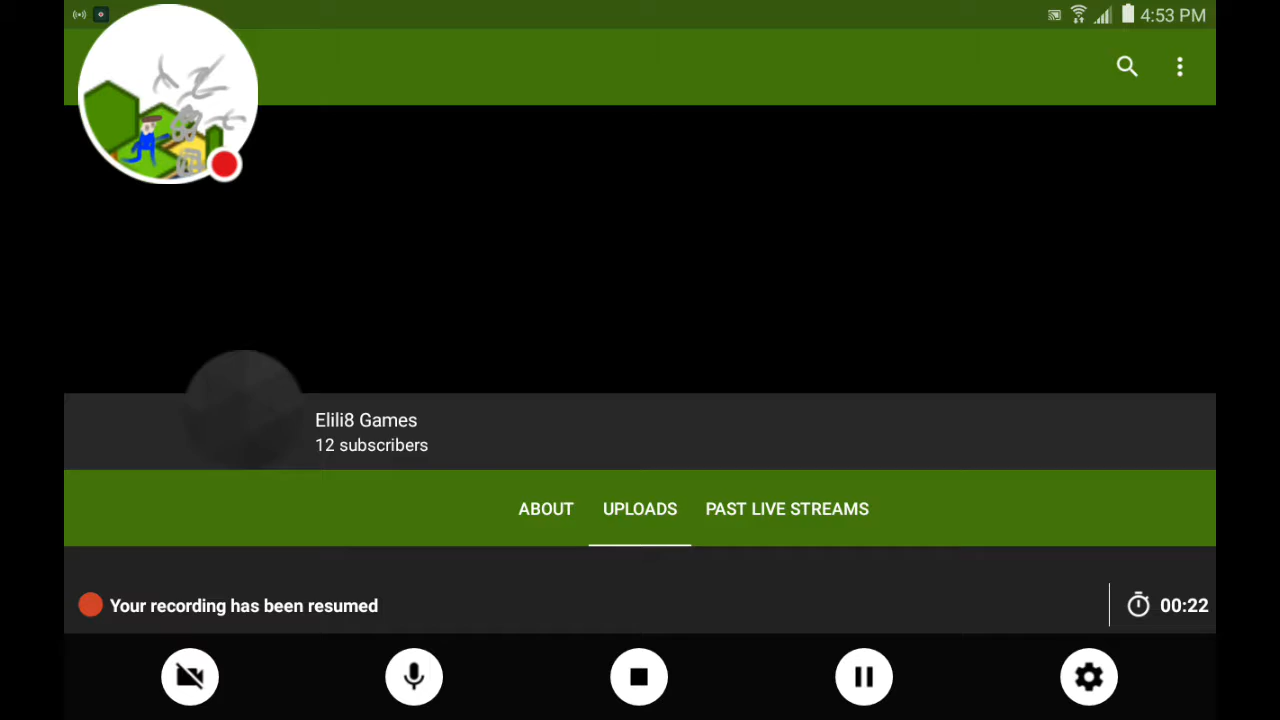 4:53 PM
Elili8 Games
12 subscribers
ABOUT UPLOADS PAST LIVE STREAMS
Your recording has been resumed 00:22